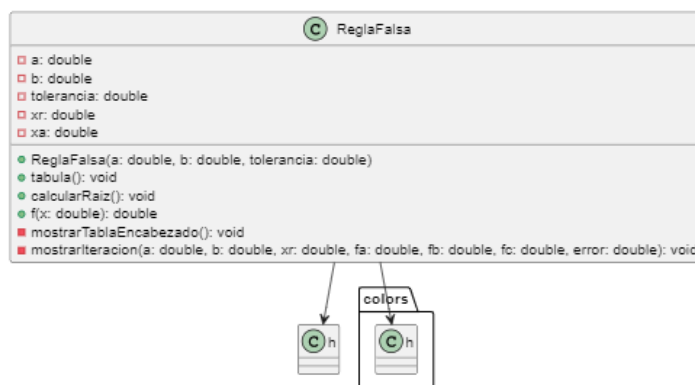 C ReglaFalsa
a: double
b: double
tolerancia: double
xr: double
xa: double
ReglaFalsa(a: double, b: double, tolerancia: double)
tabula(): void
calcularRaiz(): void
f(x: double): double
mostrarTablaEncabezado(): void
mostrarIteracion(a: double, b: double, xr: double, fa: double, fb: double, fc: double, error: double): void
colors
C h
C h